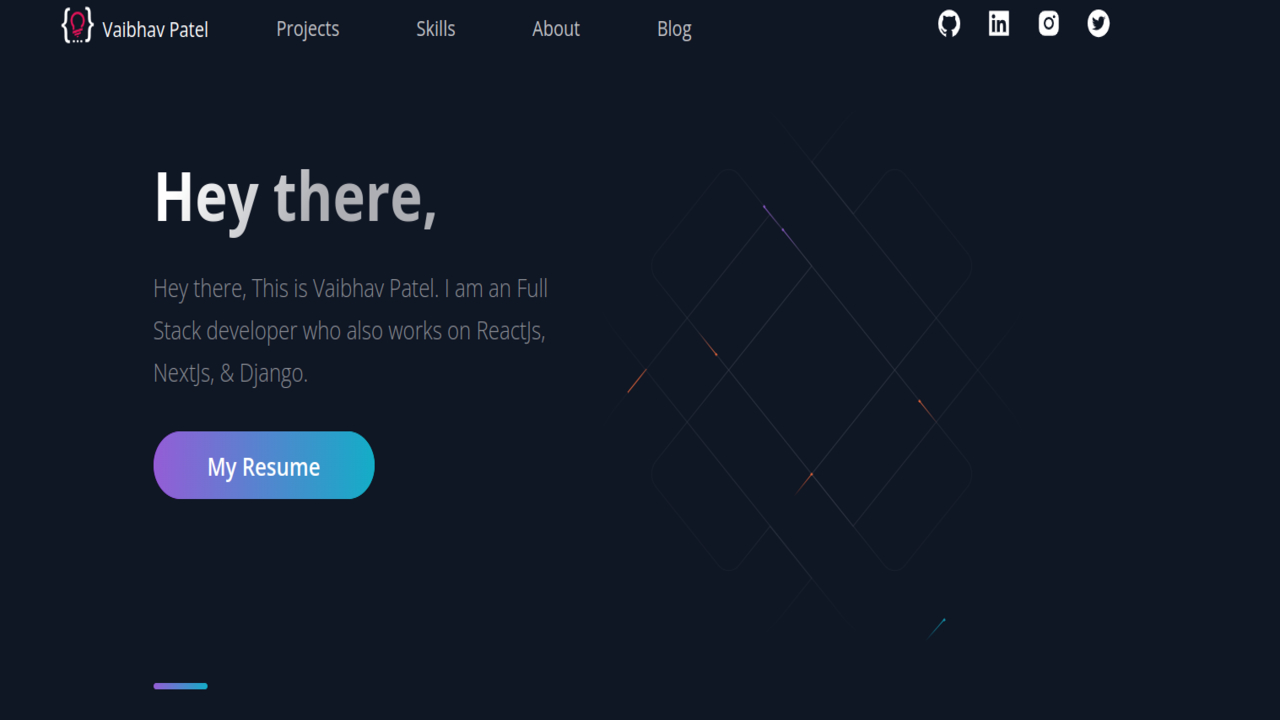 Vaibhav Patel Projects Skills About Blog
Hey there,
Hey there, This is Vaibhav Patel. I am an Full
Stack developer who also works on ReactJs,
NextJs, & Django.
My Resume